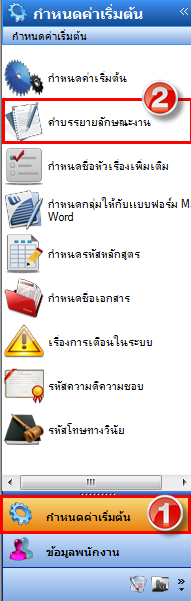 กำหนดค่าเริ่มต้น
กำหนดค่าเริ่มต้น
กำหนดค่าเริ่มต้น
2
คำบรรยายลักษณะงาน
กำหนดชื่อหัวเรื่องเพิ่มเติม
กำหนดกลุ่มให้กับแบบฟอร์ม M
Word
กำหนดรหัสหลักสูตร
กำหนดชื่อเอกสาร
เรื่องการเตือนในระบบ
รหัสความดีความชอบ
รหัสโทษทางวินัย
กำหนดค่าเริ่มต้น
1
ข้อมูลพนักงาน